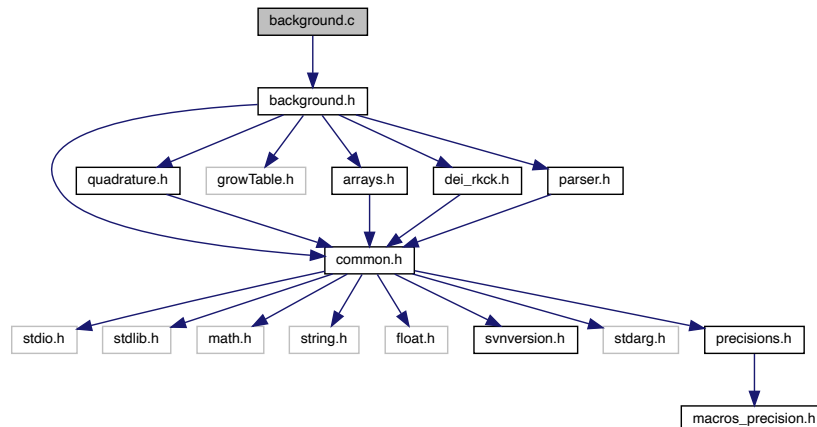 background.c
background.h
quadrature.h
growTable.h
arrays.h
dei_rkck.h
parser.h
common.h
stdio.h
stdlib.h
math.h
string.h
float.h
svnversion.h
stdarg.h
precisions.h
macros_precision.h